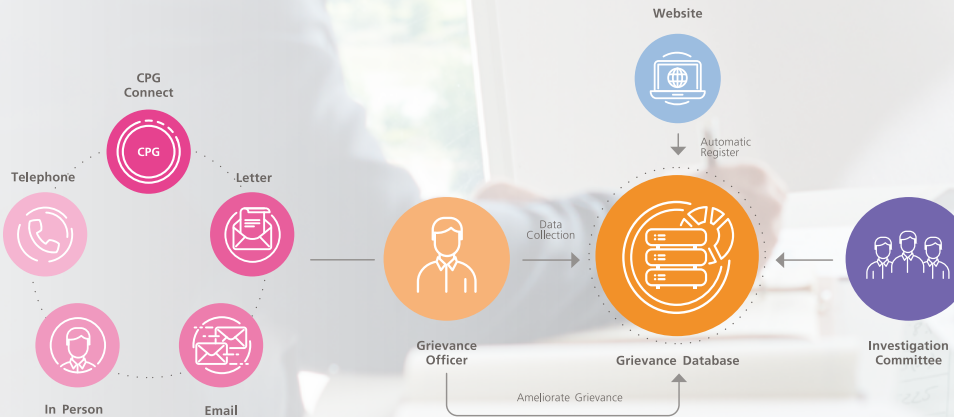 Website
CPG
Connect
CPG
Automatic
Register
Telephone
Letter
Data
Collection
Grievance
Officer
Grievance Database
Investigation
Committee
In Person
Email
Ameliorate Grievance